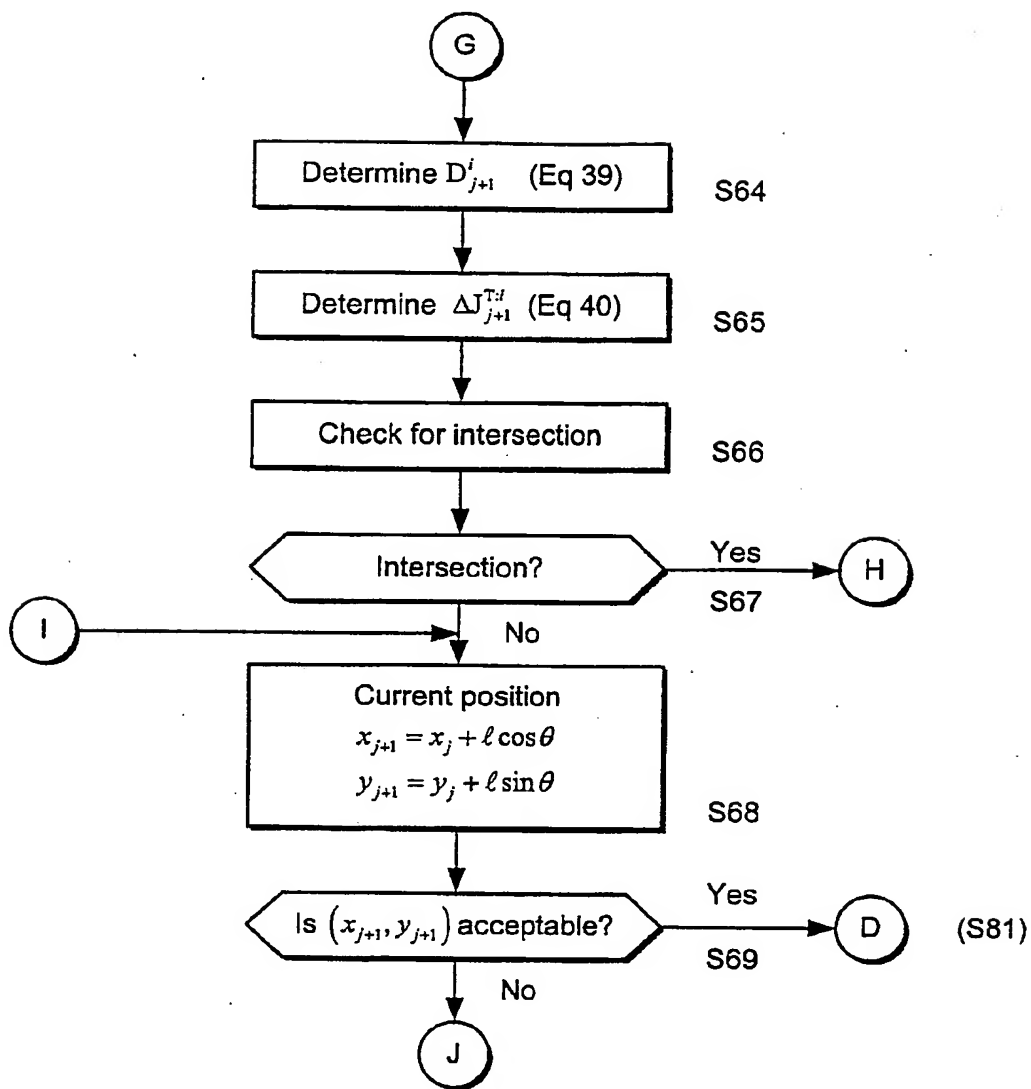 G
Determine D^i_{j+1} (Eq 39)
S64
Determine ΔJ^{T:i}_{j+1} (Eq 40)
S65
Check for intersection
S66
Intersection?
Yes
H
S67
I
No
Current position
x_{j+1} = x_j + ℓ cos θ
y_{j+1} = y_j + ℓ sin θ
S68
Is (x_{j+1}, y_{j+1}) acceptable?
Yes
D
(S81)
S69
No
J